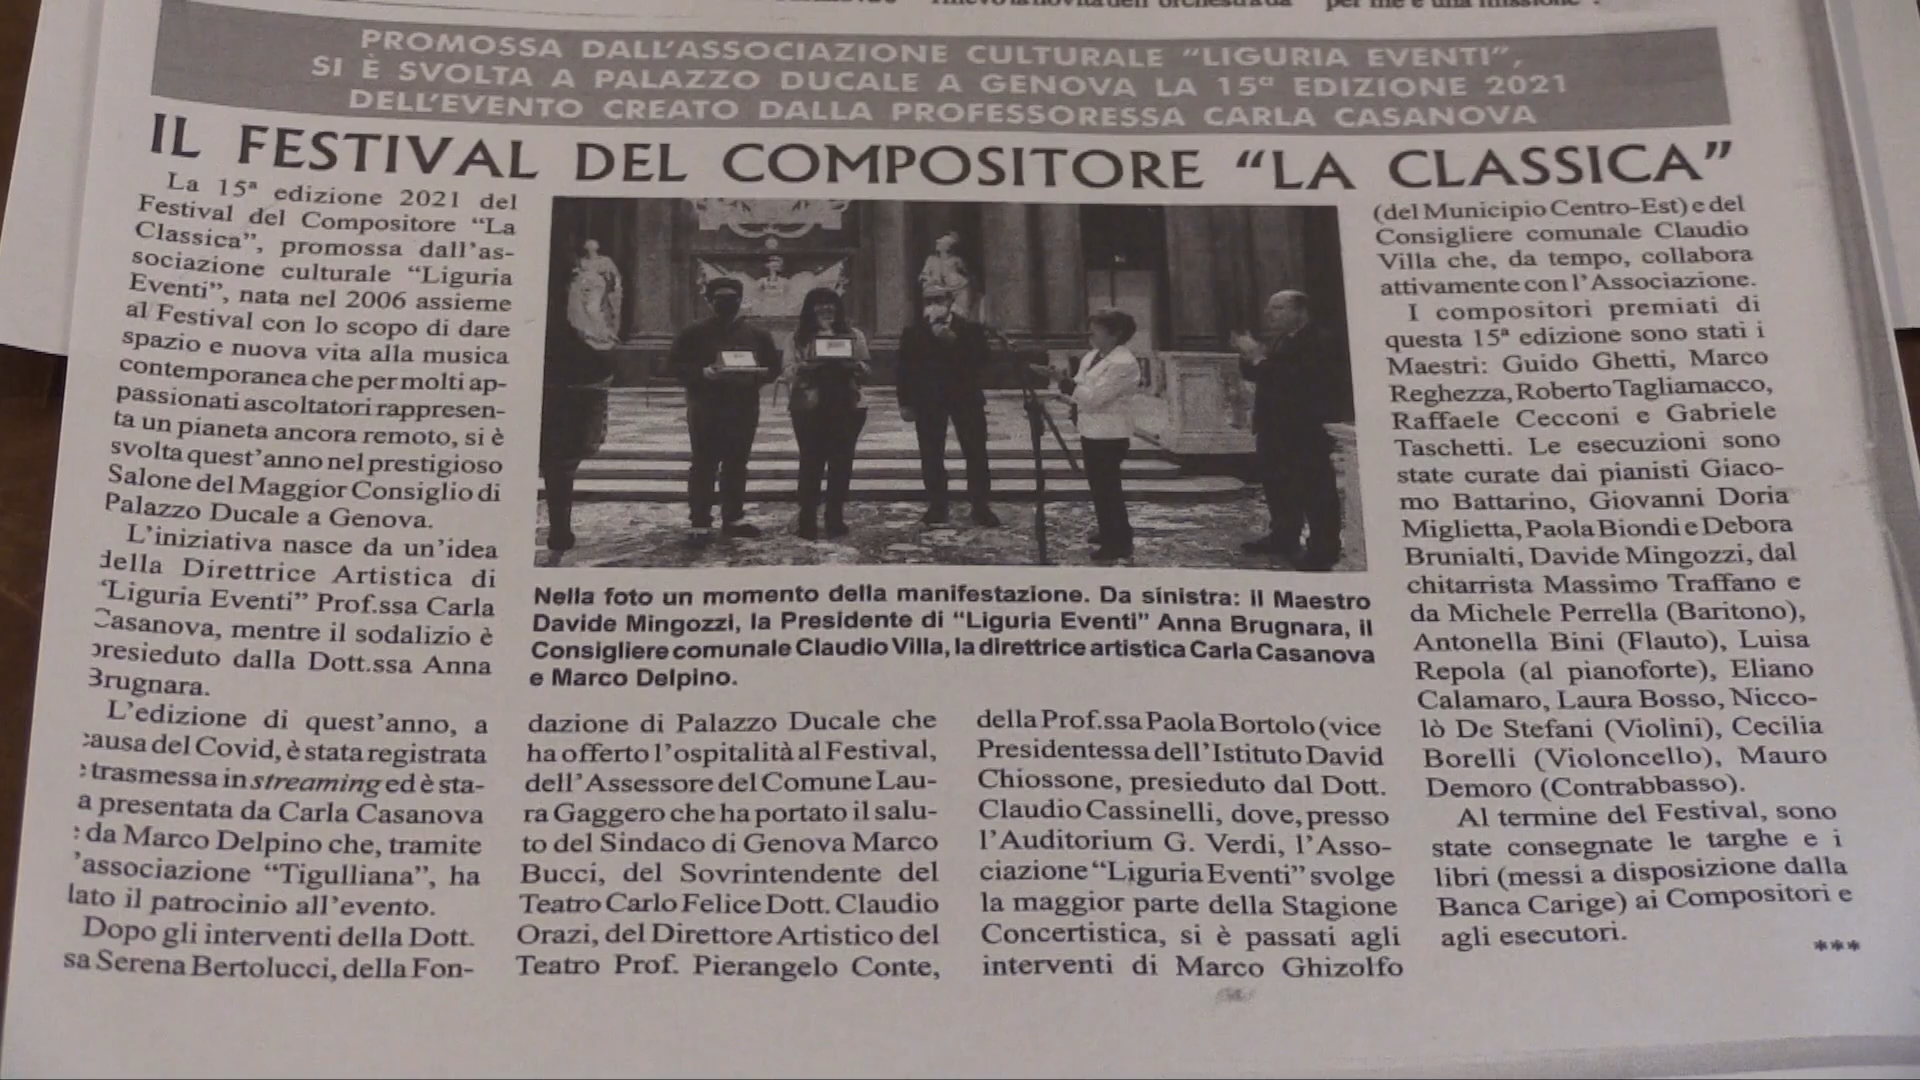 PROMOSSA DALL'ASSOCIAZIONE CULTURALE "LIGURIA EVENTI",
SI È SVOLTA A PALAZZO DUCALE A GENOVA LA 15ª EDIZIONE 2021
DELL'EVENTO CREATO DALLA PROFESSORESSA CARLA CASANOVA
IL FESTIVAL DEL COMPOSITORE "LA CLASSICA"
La 15ª edizione 2021 del
Festival del Compositore "La
Classica", promossa dall'as-
sociazione culturale "Liguria
Eventi", nata nel 2006 assieme
al Festival con lo scopo di dare
spazio e nuova vita alla musica
contemporanea che per molti ap-
passionati ascoltatori rappresen-
ta un pianeta ancora remoto, si è
svolta quest'anno nel prestigioso
Salone del Maggior Consiglio di
Palazzo Ducale a Genova.
L'iniziativa nasce da un'idea
della Direttrice Artistica di
"Liguria Eventi" Prof.ssa Carla
Casanova, mentre il sodalizio è
presieduto dalla Dott.ssa Anna
Brugnara.
L'edizione di quest'anno, a
causa del Covid, è stata registrata
e trasmessa in streaming ed è sta-
a presentata da Carla Casanova
e da Marco Delpino che, tramite
'associazione "Tigulliana", ha
lato il patrocinio all'evento.
Dopo gli interventi della Dott.
sa Serena Bertolucci, della Fon-
Nella foto un momento della manifestazione. Da sinistra: il Maestro
Davide Mingozzi, la Presidente di "Liguria Eventi" Anna Brugnara, il
Consigliere comunale Claudio Villa, la direttrice artistica Carla Casanova
e Marco Delpino.
dazione di Palazzo Ducale che
ha offerto l'ospitalità al Festival,
dell'Assessore del Comune Lau-
ra Gaggero che ha portato il salu-
to del Sindaco di Genova Marco
Bucci, del Sovrintendente del
Teatro Carlo Felice Dott. Claudio
Orazi, del Direttore Artistico del
Teatro Prof. Pierangelo Conte,
della Prof.ssa Paola Bortolo (vice
Presidentessa dell'Istituto David
Chiossone, presieduto dal Dott.
Claudio Cassinelli, dove, presso
l'Auditorium G. Verdi, l'Asso-
ciazione "Liguria Eventi" svolge
la maggior parte della Stagione
Concertistica, si è passati agli
interventi di Marco Ghizolfo
(del Municipio Centro-Est) e del
Consigliere comunale Claudio
Villa che, da tempo, collabora
attivamente con l'Associazione.
I compositori premiati di
questa 15ª edizione sono stati i
Maestri: Guido Ghetti, Marco
Reghezza, Roberto Tagliamacco,
Raffaele Cecconi e Gabriele
Taschetti. Le esecuzioni sono
state curate dai pianisti Giaco-
mo Battarino, Giovanni Doria
Miglietta, Paola Biondi e Debora
Brunialti, Davide Mingozzi, dal
chitarrista Massimo Traffano e
da Michele Perrella (Baritono),
Antonella Bini (Flauto), Luisa
Repola (al pianoforte), Eliano
Calamaro, Laura Bosso, Nicco-
lò De Stefani (Violini), Cecilia
Borelli (Violoncello), Mauro
Demoro (Contrabbasso).
Al termine del Festival, sono
state consegnate le targhe e i
libri (messi a disposizione dalla
Banca Carige) ai Compositori e
agli esecutori.
***